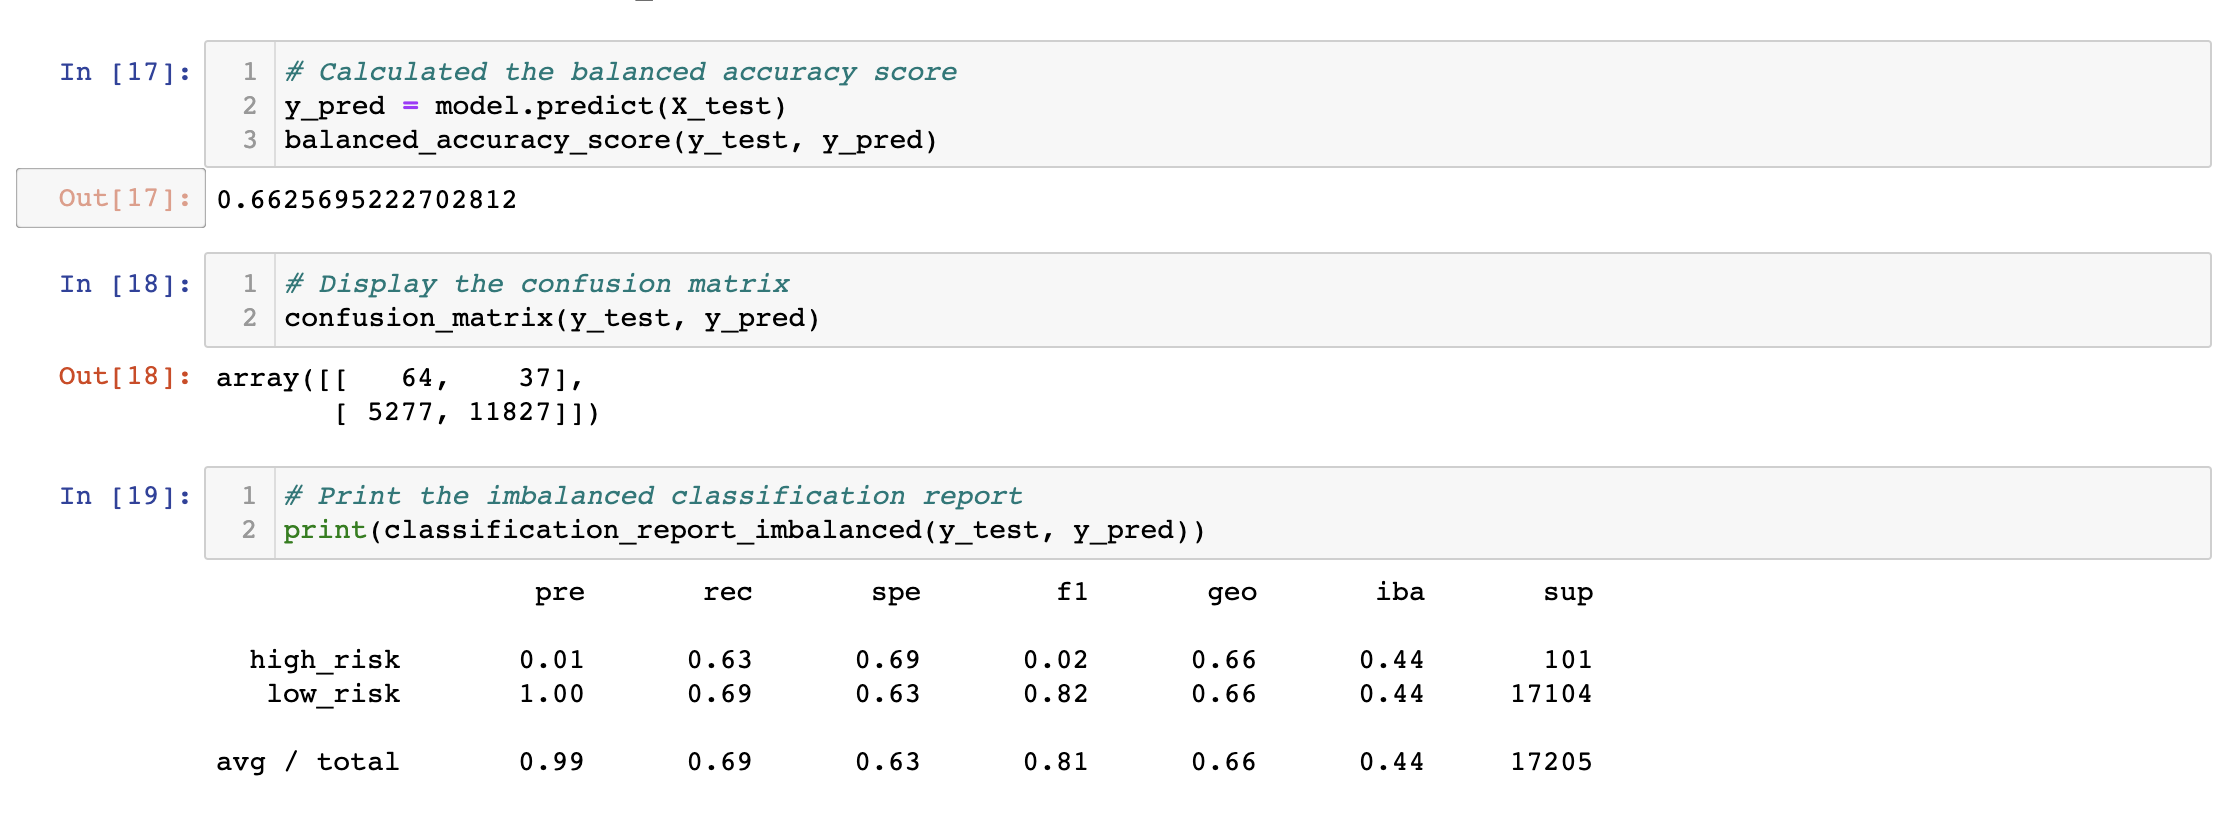 In [17]: 1 # Calculated the balanced accuracy score
2 y_pred = model.predict(X_test)
3 balanced_accuracy_score(y_test, y_pred)
Out[17]: 0.6625695222702812
In [18]: 1 # Display the confusion matrix
2 confusion_matrix(y_test, y_pred)
Out[18]: array([[   64,    37],
       [ 5277, 11827]])
In [19]: 1 # Print the imbalanced classification report
2 print(classification_report_imbalanced(y_test, y_pred))
pre rec spe f1 geo iba sup
high_risk 0.01 0.63 0.69 0.02 0.66 0.44 101
low_risk 1.00 0.69 0.63 0.82 0.66 0.44 17104
avg / total 0.99 0.69 0.63 0.81 0.66 0.44 17205